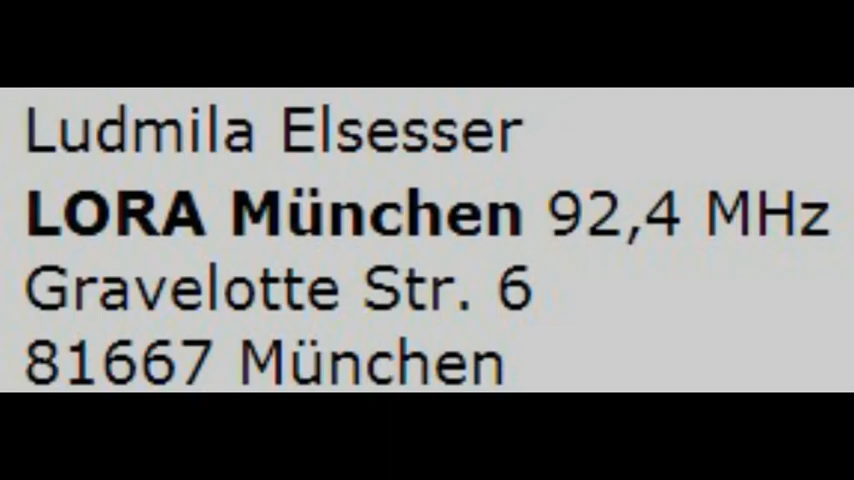 Ludmila Elsesser
LORA München 92,4 MHz
Gravelotte Str. 6
81667 München